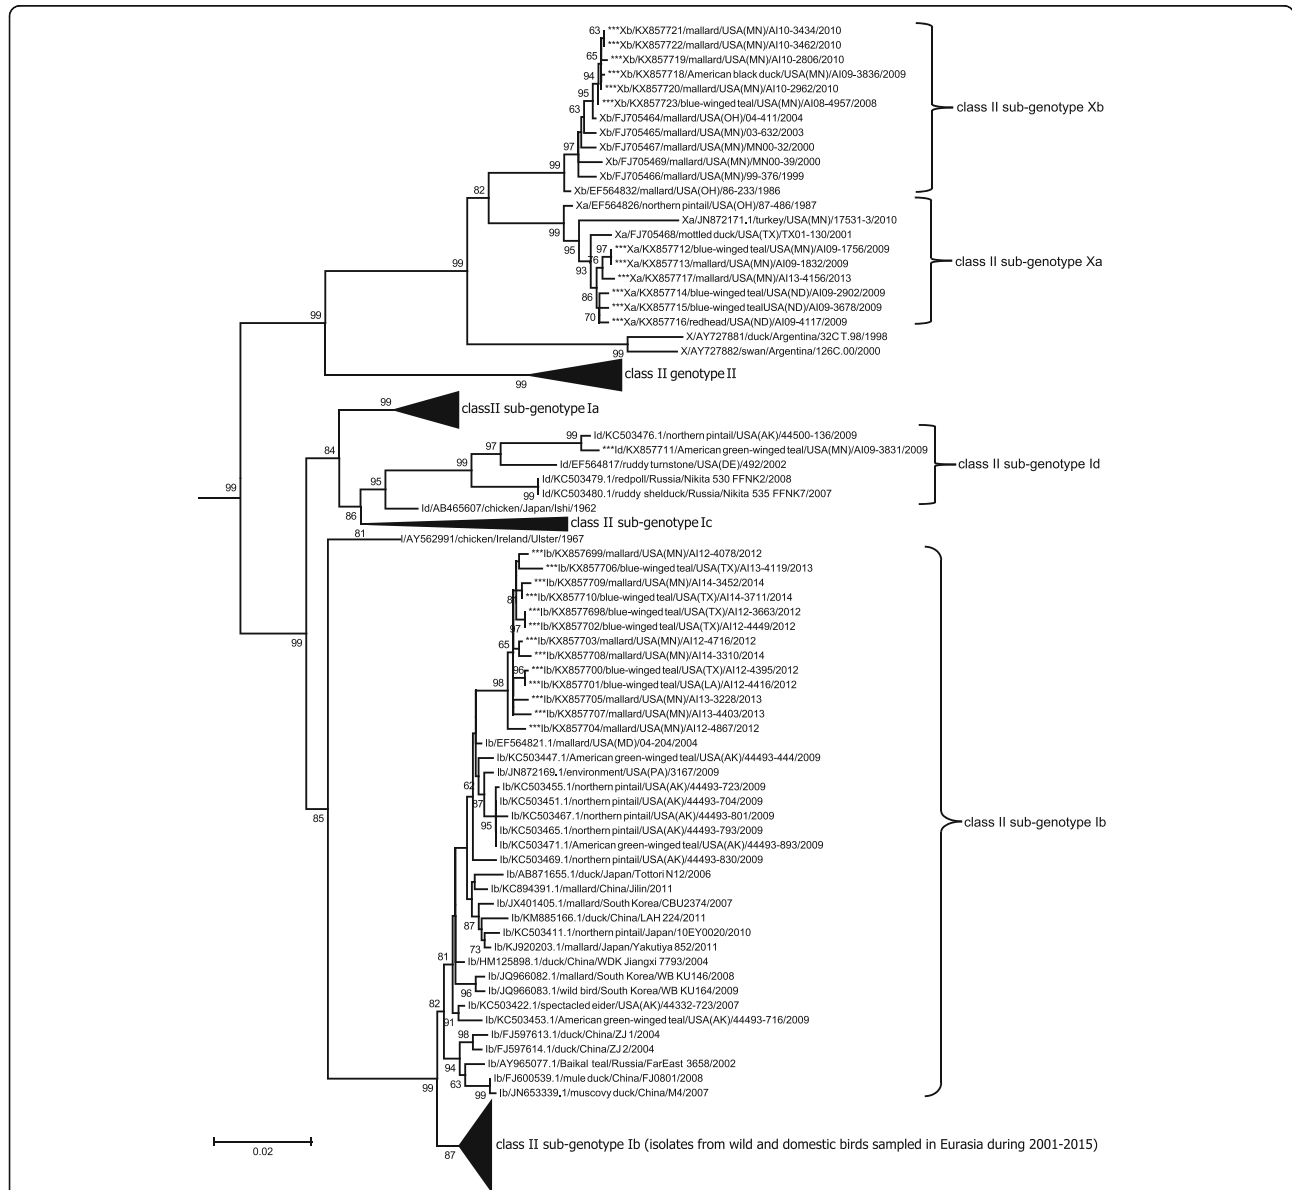 63
***Xb/KX857721/mallard/USA(MN)/AI10-3434/2010
***Xb/KX857722/mallard/USA(MN)/AI10-3462/2010
65
***Xb/KX857719/mallard/USA(MN)/AI10-2806/2010
94
***Xb/KX857718/American black duck/USA(MN)/AI09-3836/2009
***Xb/KX857720/mallard/USA(MN)/AI10-2962/2010
95
***Xb/KX857723/blue-winged teal/USA(MN)/AI08-4957/2008
class II sub-genotype Xb
63
Xb/FJ705464/mallard/USA(OH)/04-411/2004
Xb/FJ705465/mallard/USA(MN)/03-632/2003
97
Xb/FJ705467/mallard/USA(MN)/MN00-32/2000
99
Xb/FJ705469/mallard/USA(MN)/MN00-39/2000
Xb/FJ705466/mallard/USA(MN)/99-376/1999
82
Xb/EF564832/mallard/USA(OH)/86-233/1986
Xa/EF564826/northern pintail/USA(OH)/87-486/1987
99
Xa/JN872171.1/turkey/USA(MN)/17531-3/2010
95
Xa/FJ705468/mottled duck/USA(TX)/TX01-130/2001
97
***Xa/KX857712/blue-winged teal/USA(MN)/AI09-1756/2009
76
***Xa/KX857713/mallard/USA(MN)/AI09-1832/2009
class II sub-genotype Xa
99
93
***Xa/KX857717/mallard/USA(MN)/AI13-4156/2013
86
***Xa/KX857714/blue-winged teal/USA(ND)/AI09-2902/2009
***Xa/KX857715/blue-winged tealUSA(ND)/AI09-3678/2009
70
***Xa/KX857716/redhead/USA(ND)/AI09-4117/2009
99
X/AY727881/duck/Argentina/32C T.98/1998
99
X/AY727882/swan/Argentina/126C.00/2000
99
class II genotype II
99
classII sub-genotype Ia
84
99
Id/KC503476.1/northern pintail/USA(AK)/44500-136/2009
97
***Id/KX857711/American green-winged teal/USA(MN)/AI09-3831/2009
99
Id/EF564817/ruddy turnstone/USA(DE)/492/2002
class II sub-genotype Id
99
95
Id/KC503479.1/redpoll/Russia/Nikita 530 FFNK2/2008
99
Id/KC503480.1/ruddy shelduck/Russia/Nikita 535 FFNK7/2007
Id/AB465607/chicken/Japan/Ishi/1962
86
class II sub-genotype Ic
81
I/AY562991/chicken/Ireland/Ulster/1967
***Ib/KX857699/mallard/USA(MN)/AI12-4078/2012
***Ib/KX857706/blue-winged teal/USA(TX)/AI13-4119/2013
***Ib/KX857709/mallard/USA(MN)/AI14-3452/2014
***Ib/KX857710/blue-winged teal/USA(TX)/AI14-3711/2014
***Ib/KX8577698/blue-winged teal/USA(TX)/AI12-3663/2012
97
***Ib/KX857702/blue-winged teal/USA(TX)/AI12-4449/2012
99
65
***Ib/KX857703/mallard/USA(MN)/AI12-4716/2012
***Ib/KX857708/mallard/USA(MN)/AI14-3310/2014
96
***Ib/KX857700/blue-winged teal/USA(TX)/AI12-4395/2012
98
***Ib/KX857701/blue-winged teal/USA(LA)/AI12-4416/2012
***Ib/KX857705/mallard/USA(MN)/AI13-3228/2013
***Ib/KX857707/mallard/USA(MN)/AI13-4403/2013
***Ib/KX857704/mallard/USA(MN)/AI12-4867/2012
Ib/EF564821.1/mallard/USA(MD)/04-204/2004
Ib/KC503447.1/American green-winged teal/USA(AK)/44493-444/2009
Ib/JN872169.1/environment/USA(PA)/3167/2009
62
Ib/KC503455.1/northern pintail/USA(AK)/44493-723/2009
87
Ib/KC503451.1/northern pintail/USA(AK)/44493-704/2009
85
95
Ib/KC503467.1/northern pintail/USA(AK)/44493-801/2009
class II sub-genotype Ib
Ib/KC503465.1/northern pintail/USA(AK)/44493-793/2009
Ib/KC503471.1/American green-winged teal/USA(AK)/44493-893/2009
Ib/KC503469.1/northern pintail/USA(AK)/44493-830/2009
Ib/AB871655.1/duck/Japan/Tottori N12/2006
Ib/KC894391.1/mallard/China/Jilin/2011
Ib/JX401405.1/mallard/South Korea/CBU2374/2007
87
Ib/KM885166.1/duck/China/LAH 224/2011
Ib/KC503411.1/northern pintail/Japan/10EY0020/2010
73
Ib/KJ920203.1/mallard/Japan/Yakutiya 852/2011
81
Ib/HM125898.1/duck/China/WDK Jiangxi 7793/2004
Ib/JQ966082.1/mallard/South Korea/WB KU146/2008
96
Ib/JQ966083.1/wild bird/South Korea/WB KU164/2009
82
Ib/KC503422.1/spectacled eider/USA(AK)/44332-723/2007
91
Ib/KC503453.1/American green-winged teal/USA(AK)/44493-716/2009
98
Ib/FJ597613.1/duck/China/ZJ 1/2004
Ib/FJ597614.1/duck/China/ZJ 2/2004
94
Ib/AY965077.1/Baikal teal/Russia/FarEast 3658/2002
63
Ib/FJ600539.1/mule duck/China/FJ0801/2008
99
99
Ib/JN653339.1/muscovy duck/China/M4/2007
87
class II sub-genotype Ib (isolates from wild and domestic birds sampled in Eurasia during 2001-2015)
0.02